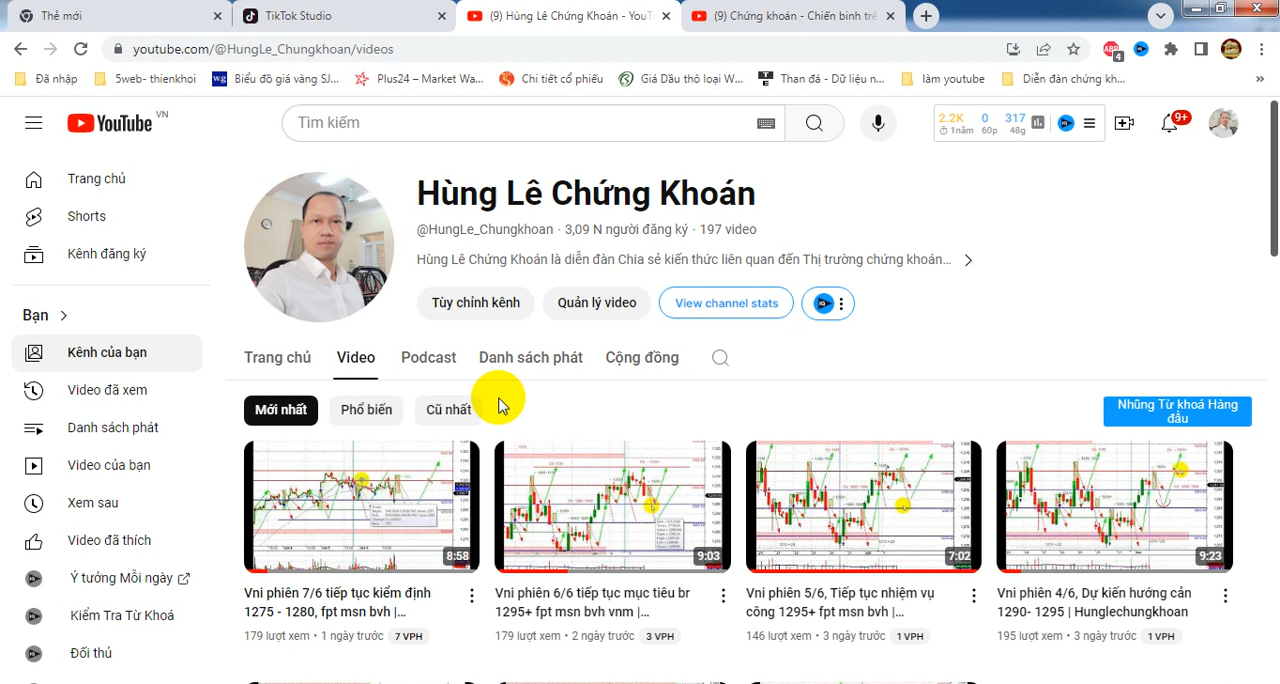 Thẻ mới
TikTok Studio
(9) Hùng Lê Chứng Khoán - YouT
(9) Chứng khoán - Chiến binh trê
youtube.com/@HungLe_Chungkhoan/videos
ABP
4
Đã nhập
5web- thienkhoi
wg Biểu đồ giá vàng SJ...
Plus24 – Market Wa...
Chi tiết cổ phiếu
Giá Dầu thô loại W...
Than đá - Dữ liệu n...
làm youtube
Diễn đàn chứng kh...
»
YouTube VN
Tìm kiếm
2.2K 0 317
1năm 60p 48g
9+
Trang chủ
Shorts
Kênh đăng ký
Bạn
Kênh của bạn
Video đã xem
Danh sách phát
Video của bạn
Xem sau
Video đã thích
Ý tưởng Mỗi ngày
Kiểm Tra Từ Khoá
Đối thủ
Hùng Lê Chứng Khoán
@HungLe_Chungkhoan · 3,09 N người đăng ký · 197 video
Hùng Lê Chứng Khoán là diễn đàn Chia sẻ kiến thức liên quan đến Thị trường chứng khoán...
Tùy chỉnh kênh
Quản lý video
View channel stats
Trang chủ
Video
Podcast
Danh sách phát
Cộng đồng
Mới nhất
Phổ biến
Cũ nhất
Những Từ khoá Hàng
đầu
8:58
9:03
7:02
9:23
Vni phiên 7/6 tiếp tục kiểm định
1275 - 1280, fpt msn bvh |...
179 lượt xem • 1 ngày trước 7 VPH
Vni phiên 6/6 tiếp tục mục tiêu br
1295+ fpt msn bvh vnm |...
179 lượt xem • 2 ngày trước 3 VPH
Vni phiên 5/6, Tiếp tục nhiệm vụ
công 1295+ fpt msn bvh |...
146 lượt xem • 3 ngày trước 1 VPH
Vni phiên 4/6, Dự kiến hướng cản
1290- 1295 | Hunglechungkhoan
195 lượt xem • 3 ngày trước 1 VPH